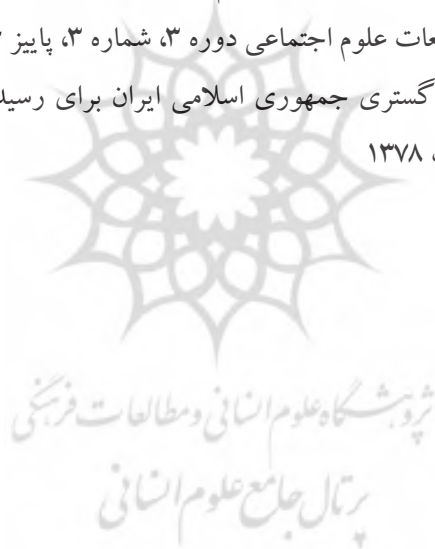 عات علوم اجتماعی دوره ۳، شماره ۳، پاییز
گستری جمهوری اسلامی ایران برای رسید
، ۱۳۷۸
پژوهشگاه علوم انسانی و مطالعات فرهنگی
پرتال جامع علوم انسانی